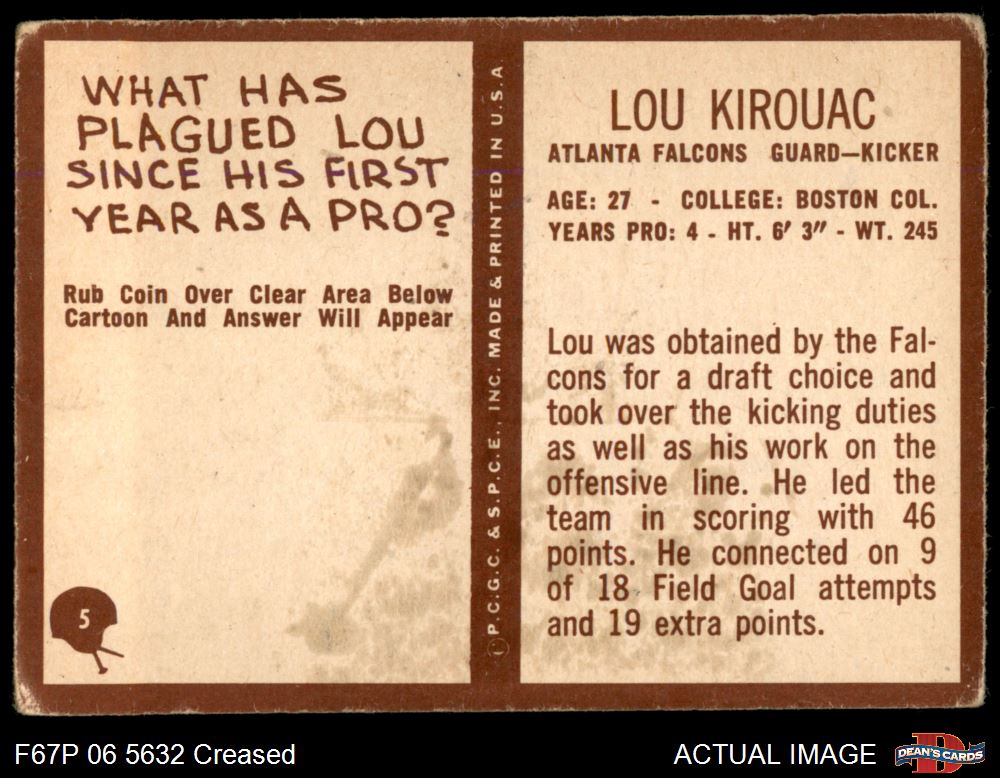 WHAT HAS
PLAGUED LOU
SINCE HIS FIRST
YEAR AS A PRO?
Rub Coin Over Clear Area Below
Cartoon And Answer Will Appear
5
© P.C.G.C. & S.P.C.E., INC. MADE & PRINTED IN U.S.A.
LOU KIROUAC
ATLANTA FALCONS GUARD—KICKER
AGE: 27 - COLLEGE: BOSTON COL.
YEARS PRO: 4 - HT. 6' 3" - WT. 245
Lou was obtained by the Fal-
cons for a draft choice and
took over the kicking duties
as well as his work on the
offensive line. He led the
team in scoring with 46
points. He connected on 9
of 18 Field Goal attempts
and 19 extra points.
F67P 06 5632 Creased
ACTUAL IMAGE
DEAN'S CARDS